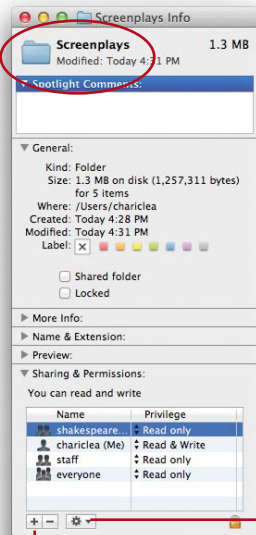 Screenplays Info
Screenplays 1.3 MB
Modified: Today 4:31 PM
Spotlight Comments:
General:
Kind: Folder
Size: 1.3 MB on disk (1,257,311 bytes)
for 5 items
Where: /Users/chariclea
Created: Today 4:28 PM
Modified: Today 4:31 PM
Label:
Shared folder
Locked
More Info:
Name & Extension:
Preview:
Sharing & Permissions:
You can read and write
Name Privilege
shakespeare... Read only
chariclea (Me) Read & Write
staff Read only
everyone Read only